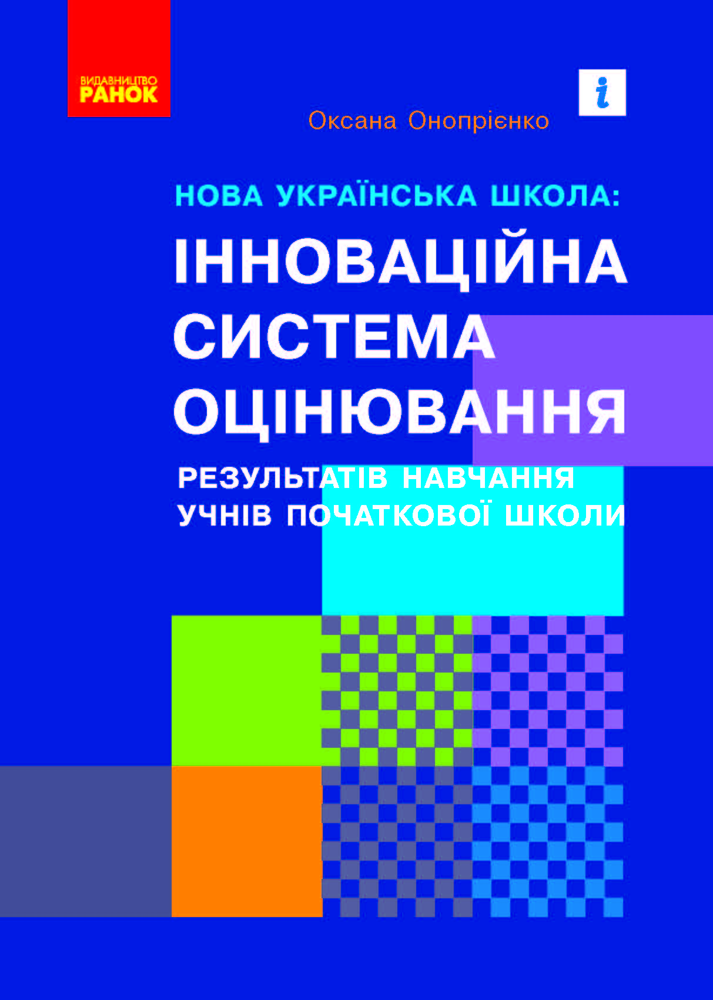 ВИДАВНИЦТВО
РАНОК
i
Оксана Онопрієнко
НОВА УКРАЇНСЬКА ШКОЛА:
ІННОВАЦІЙНА
СИСТЕМА
ОЦІНЮВАННЯ
РЕЗУЛЬТАТІВ НАВЧАННЯ
УЧНІВ ПОЧАТКОВОЇ ШКОЛИ